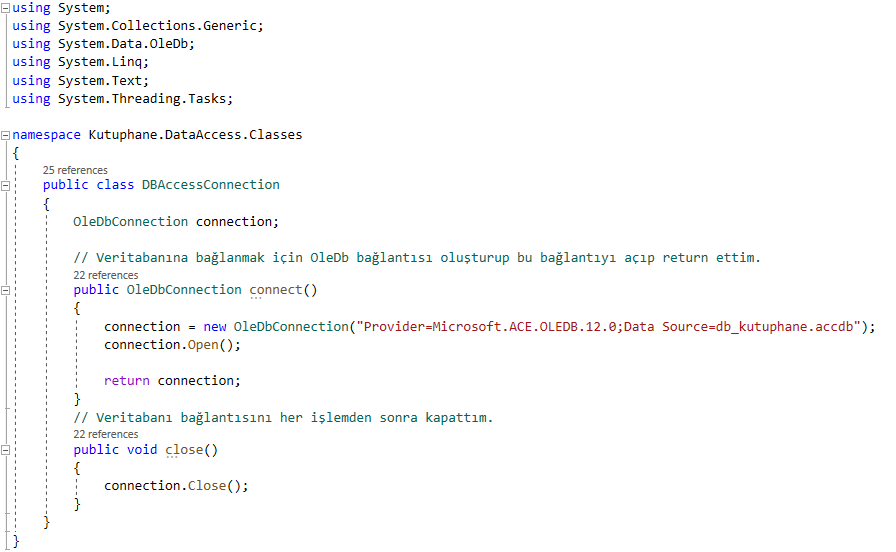 using System;
using System.Collections.Generic;
using System.Data.OleDb;
using System.Linq;
using System.Text;
using System.Threading.Tasks;
namespace Kutuphane.DataAccess.Classes
{
25 references
public class DBAccessConnection
{
OleDbConnection connection;
// Veritabanına bağlanmak için OleDb bağlantısı oluşturup bu bağlantıyı açıp return ettim.
22 references
public OleDbConnection connect()
{
connection = new OleDbConnection("Provider=Microsoft.ACE.OLEDB.12.0;Data Source=db_kutuphane.accdb");
connection.Open();
return connection;
}
// Veritabanı bağlantısını her işlemden sonra kapattım.
22 references
public void close()
{
connection.Close();
}
}
}